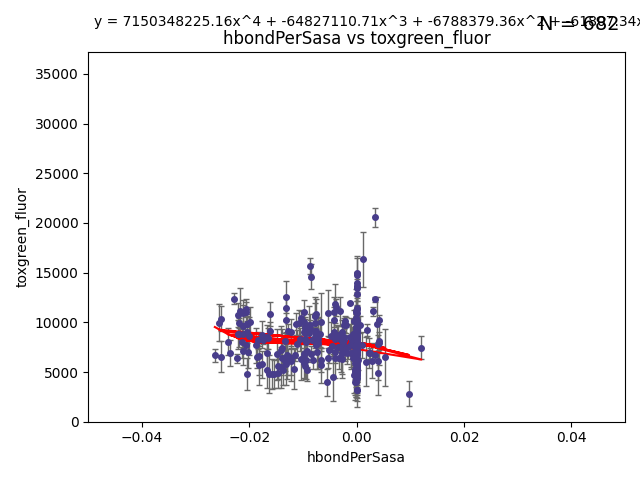 y = 7150348225.16x^4 + -64827110.71x^3 + -6788379.36x^2 +
N = 682
hbondPerSasa vs toxgreen_fluor
35000
30000
25000
20000
15000
10000
5000
0
toxgreen_fluor
−0.04
−0.02
0.00
0.02
0.04
hbondPerSasa